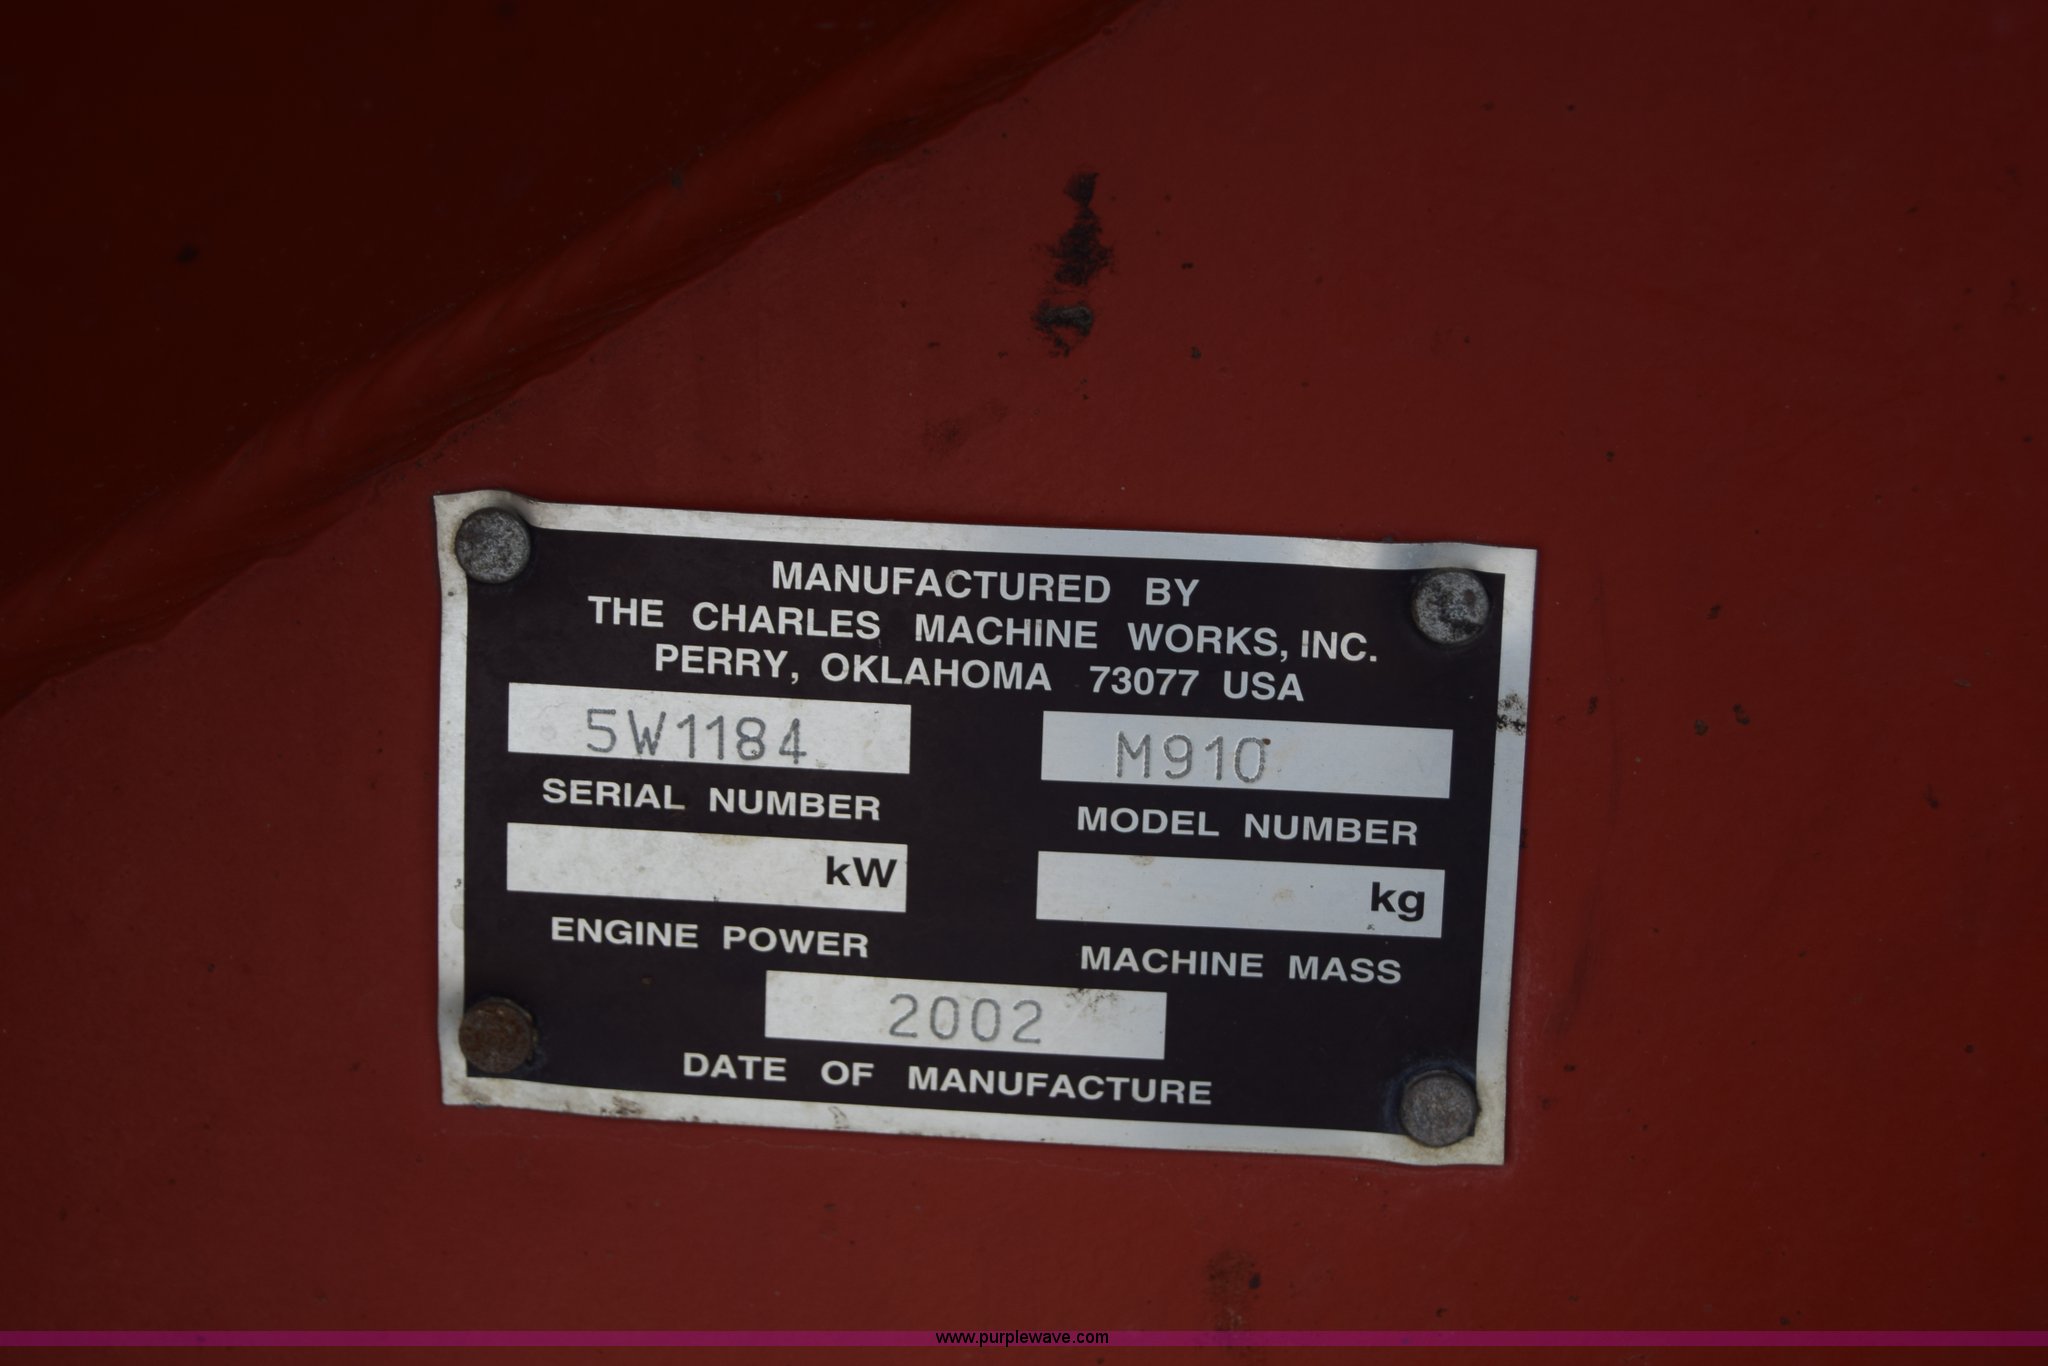 MANUFACTURED BY
THE CHARLES MACHINE WORKS, INC.
PERRY, OKLAHOMA 73077 USA
5W1184 M910
SERIAL NUMBER MODEL NUMBER
kW kg
ENGINE POWER MACHINE MASS
2002
DATE OF MANUFACTURE
www.purplewave.com